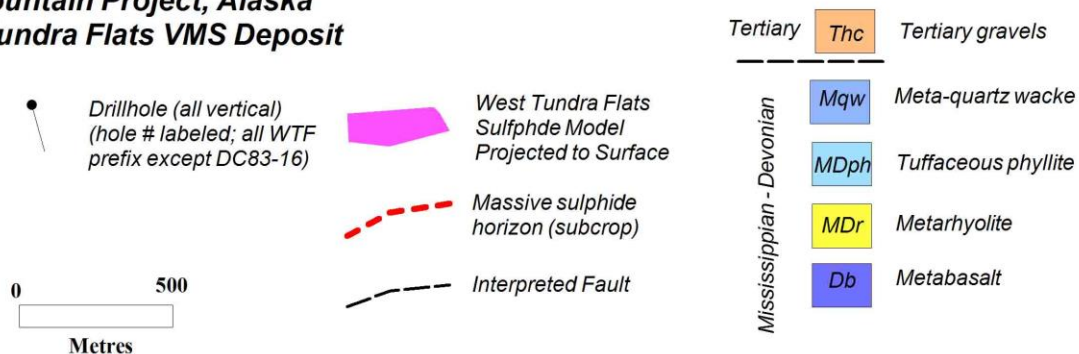 ountain Project, Alaska
undra Flats VMS Deposit
Drillhole (all vertical)
(hole # labeled; all WTF
prefix except DC83-16)
0 500
Metres
West Tundra Flats
Sulfphde Model
Projected to Surface
Massive sulphide
horizon (subcrop)
Interpreted Fault
Tertiary Thc Tertiary gravels
Mississippian - Devonian
Mqw Meta-quartz wacke
MDph Tuffaceous phyllite
MDr Metarhyolite
Db Metabasalt